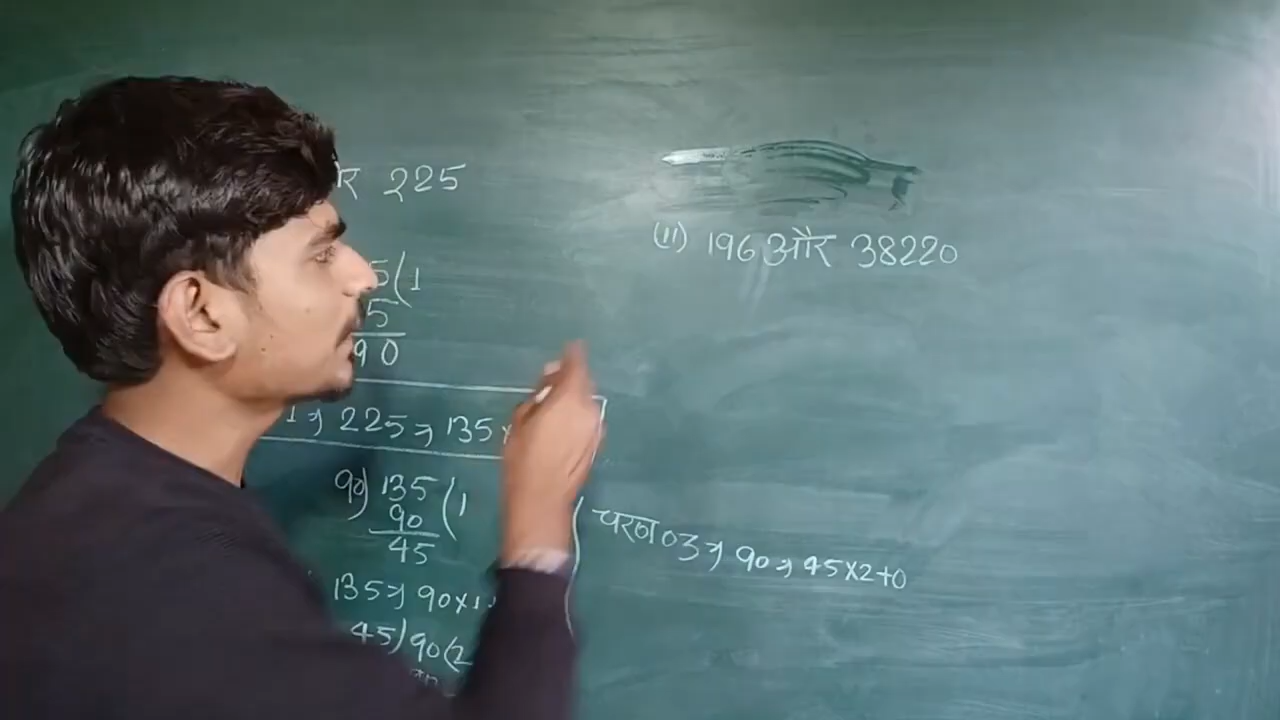 र 225
5(1
5
90
1 → 225 → 135 ×
90) 135 (1
90
45
135 → 90×1
45) 90 (2
(11) 196 और 38220
चरण 03 → 90 → 45×2+0